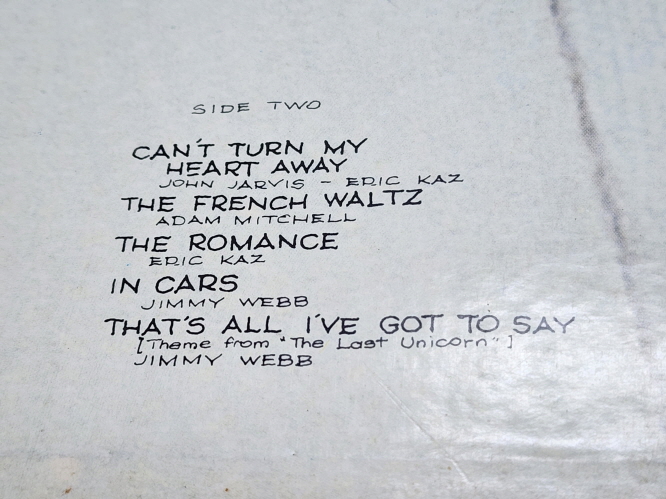 SIDE TWO
CAN'T TURN MY
HEART AWAY
JOHN JARVIS - ERIC KAZ
THE FRENCH WALTZ
ADAM MITCHELL
THE ROMANCE
ERIC KAZ
IN CARS
JIMMY WEBB
THAT'S ALL I'VE GOT TO SAY
[Theme from "The Last Unicorn"]
JIMMY WEBB